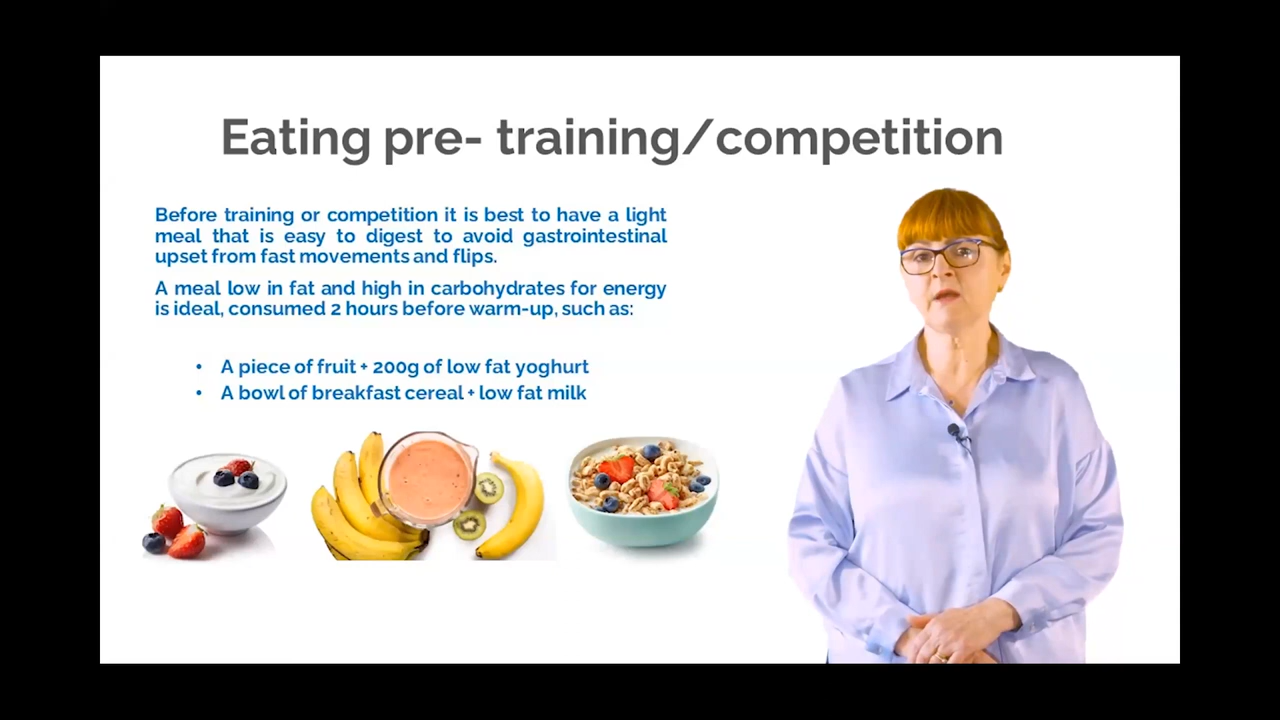 Eating pre- training/competition
Before training or competition it is best to have a light
meal that is easy to digest to avoid gastrointestinal
upset from fast movements and flips.
A meal low in fat and high in carbohydrates for energy
is ideal, consumed 2 hours before warm-up, such as:
• A piece of fruit + 200g of low fat yoghurt
• A bowl of breakfast cereal + low fat milk